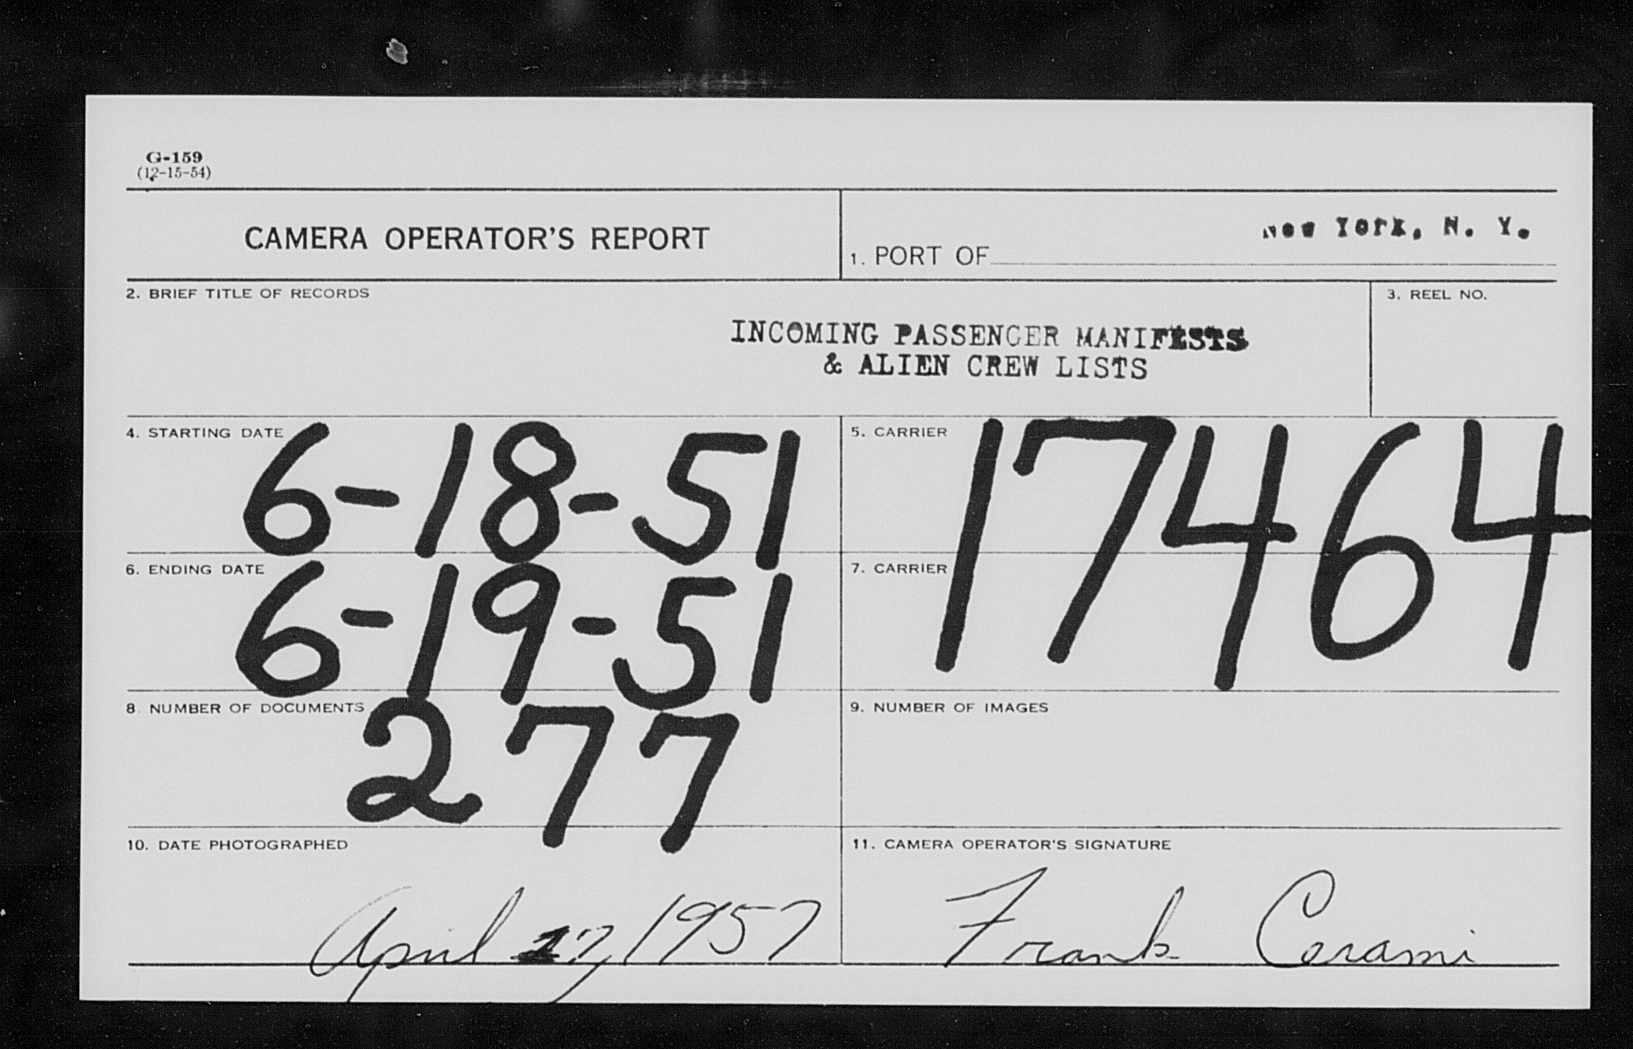 G-159
(12-15-54)
CAMERA OPERATOR'S REPORT
1. PORT OF New York, N. Y.
2. BRIEF TITLE OF RECORDS
INCOMING PASSENGER MANIFESTS
& ALIEN CREW LISTS
3. REEL NO.
4. STARTING DATE 6-18-51
5. CARRIER 17464
6. ENDING DATE 6-19-51
7. CARRIER
8 NUMBER OF DOCUMENTS 277
9. NUMBER OF IMAGES
10. DATE PHOTOGRAPHED
April 27, 1957
11. CAMERA OPERATOR'S SIGNATURE
Frank Cerami